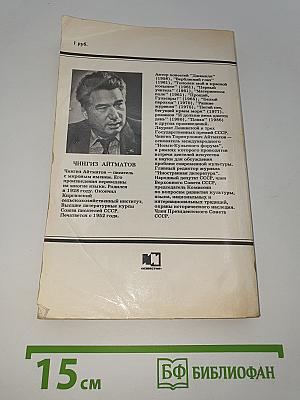 1 руб.
ЧИНГИЗ АЙТМАТОВ
Чингиз Айтматов — писатель
с мировым именем. Его
произведения переведены
на многие языки. Родился
в 1928 году. Окончил
Киргизский
сельскохозяйственный институт,
Высшие литературные курсы
Союза писателей СССР.
Печатается с 1952 года.
Автор повестей "Джамиля"
(1958), "Верблюжий глаз"
(1961), "Тополек мой в красной
косынке" (1961), "Первый
учитель" (1962), "Материнское
поле" (1963), "Прощай,
Гульсары!" (1966), "Белый
пароход" (1970), "Ранние
журавли" (1975), "Пегий пес,
бегущий краем моря" (1977),
романов "И дольше века длится
день" (1980), "Плаха" (1986)
и других произведений.
Лауреат Ленинской и трех
Государственных премий СССР.
Чингиз Торекулович Айтматов —
основатель международного
"Иссык-Кульского форума",
в рамках которого проводятся
встречи деятелей искусства
и науки для обсуждения
проблем современной культуры.
Главный редактор журнала
"Иностранная литература".
Народный депутат СССР, член
Верховного Совета СССР,
председатель Комиссии
по вопросам развития культуры,
языка, национальных и
интернациональных традиций,
охраны исторического наследия.
Член Президентского Совета
СССР.
ИЗВЕСТИЯ
15 см
БФ БИБЛИОФАН